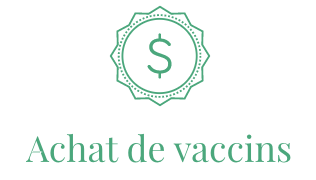 $
Achat de vaccins